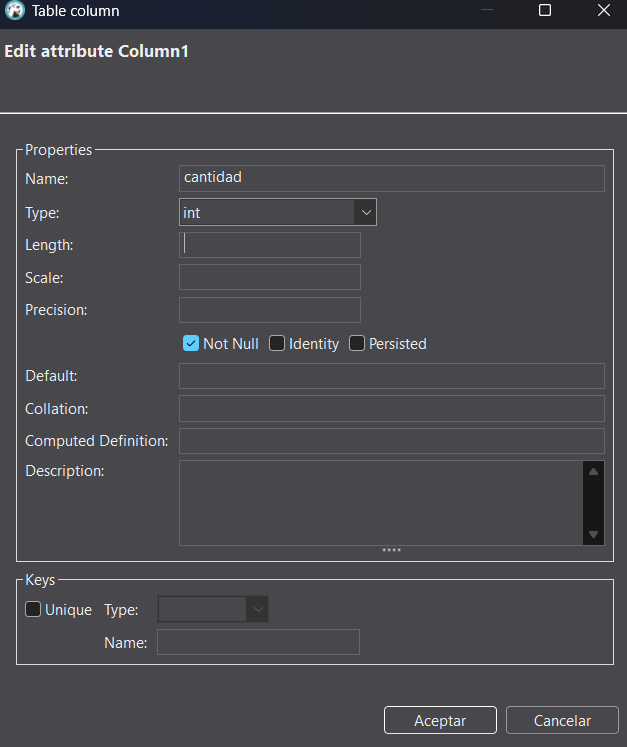 Table column
Edit attribute Column1
Properties
Name: cantidad
Type: int
Length:
Scale:
Precision:
Not Null Identity Persisted
Default:
Collation:
Computed Definition:
Description:
Keys
Unique Type:
Name:
Aceptar Cancelar